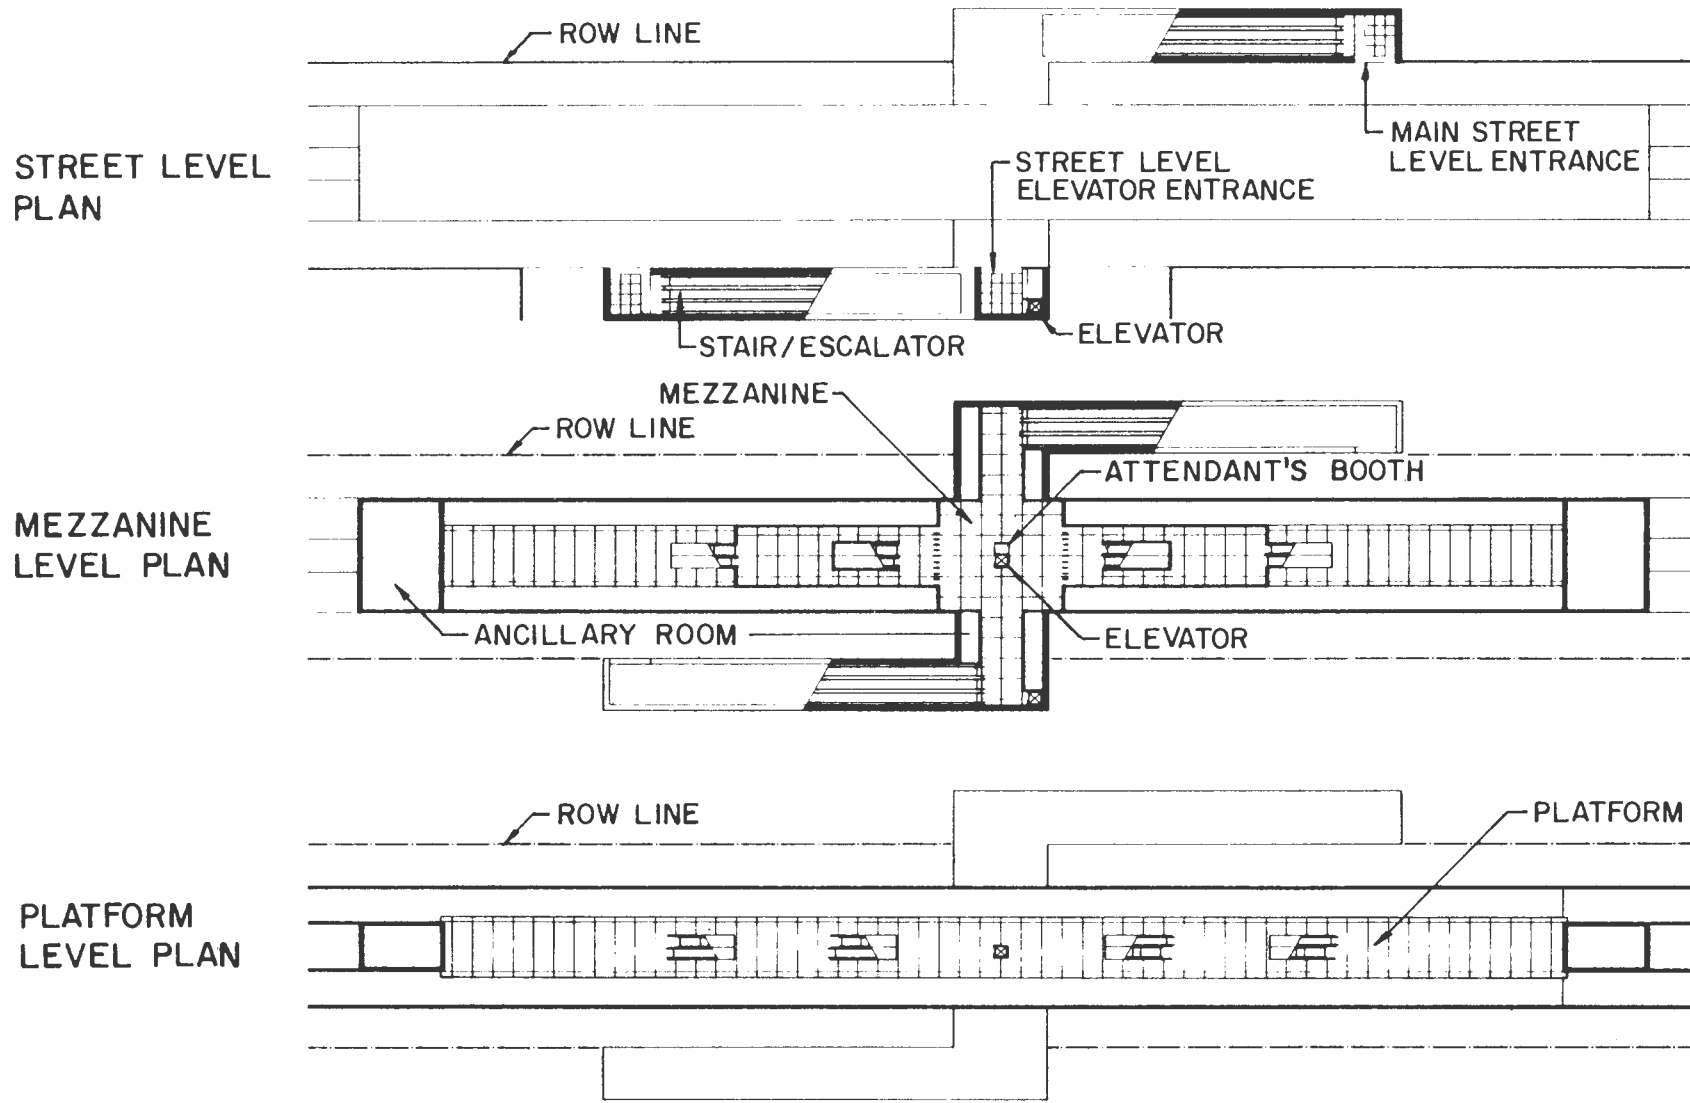 ROW LINE
MAIN STREET
LEVEL ENTRANCE
STREET LEVEL
ELEVATOR ENTRANCE
STREET LEVEL
PLAN
STAIR/ESCALATOR
ELEVATOR
MEZZANINE
ROW LINE
ATTENDANT'S BOOTH
MEZZANINE
LEVEL PLAN
ANCILLARY ROOM
ELEVATOR
ROW LINE
PLATFORM
PLATFORM
LEVEL PLAN